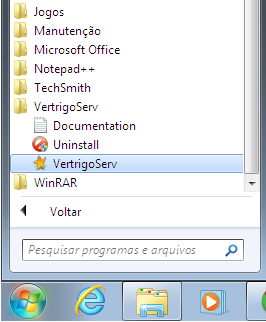 Jogos
Manutenção
Microsoft Office
Notepad++
TechSmith
VertrigoServ
Documentation
Uninstall
VertrigoServ
WinRAR
Voltar
Pesquisar programas e arquivos